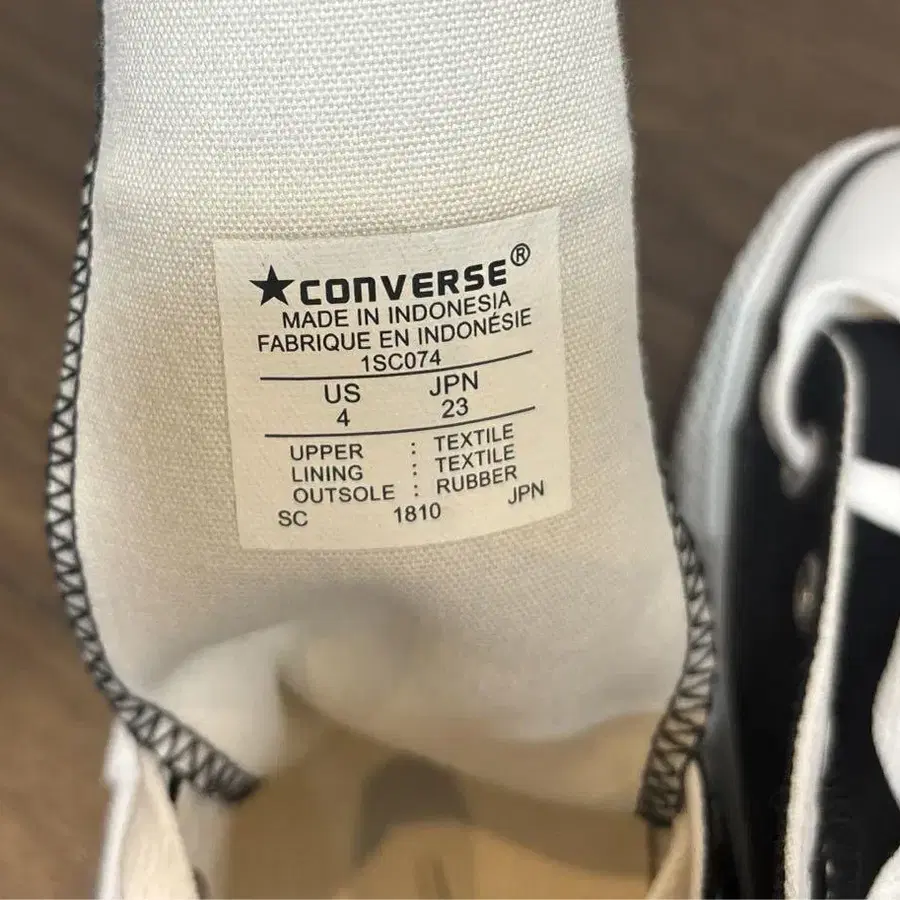 ★CONVERSE®
MADE IN INDONESIA
FABRIQUE EN INDONÉSIE
1SC074
US JPN
4 23
UPPER : TEXTILE
LINING : TEXTILE
OUTSOLE : RUBBER
SC 1810 JPN